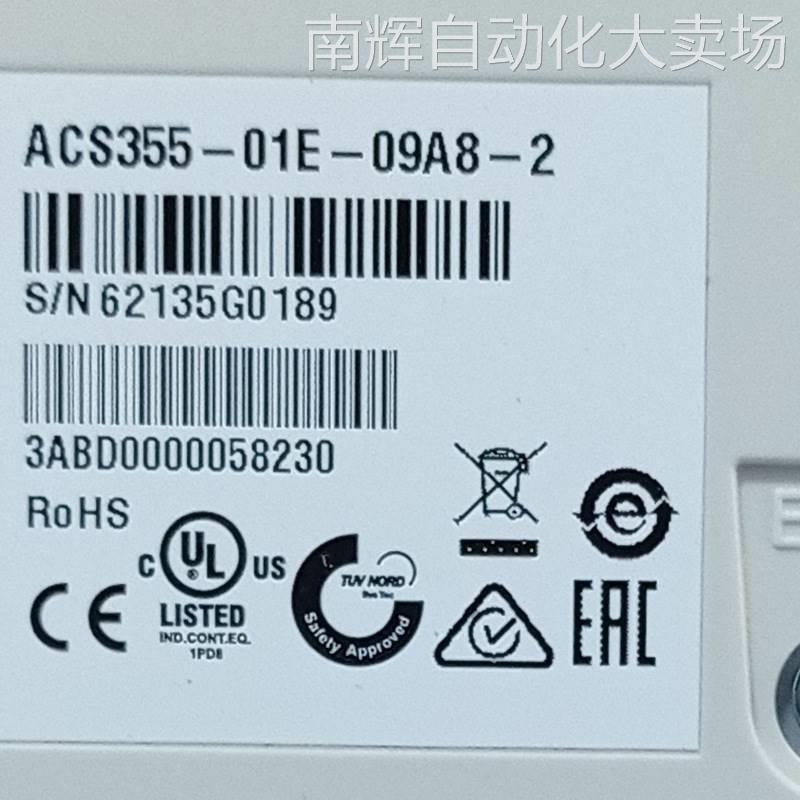 南辉自动化大卖场
ACS355-01E-09A8-2
S/N 62135G0189
3ABD0000058230
RoHS
C UL US
LISTED
IND.CONT.EQ.
1PD8
CE
TUV NORD
Safety Approved
e
EAC